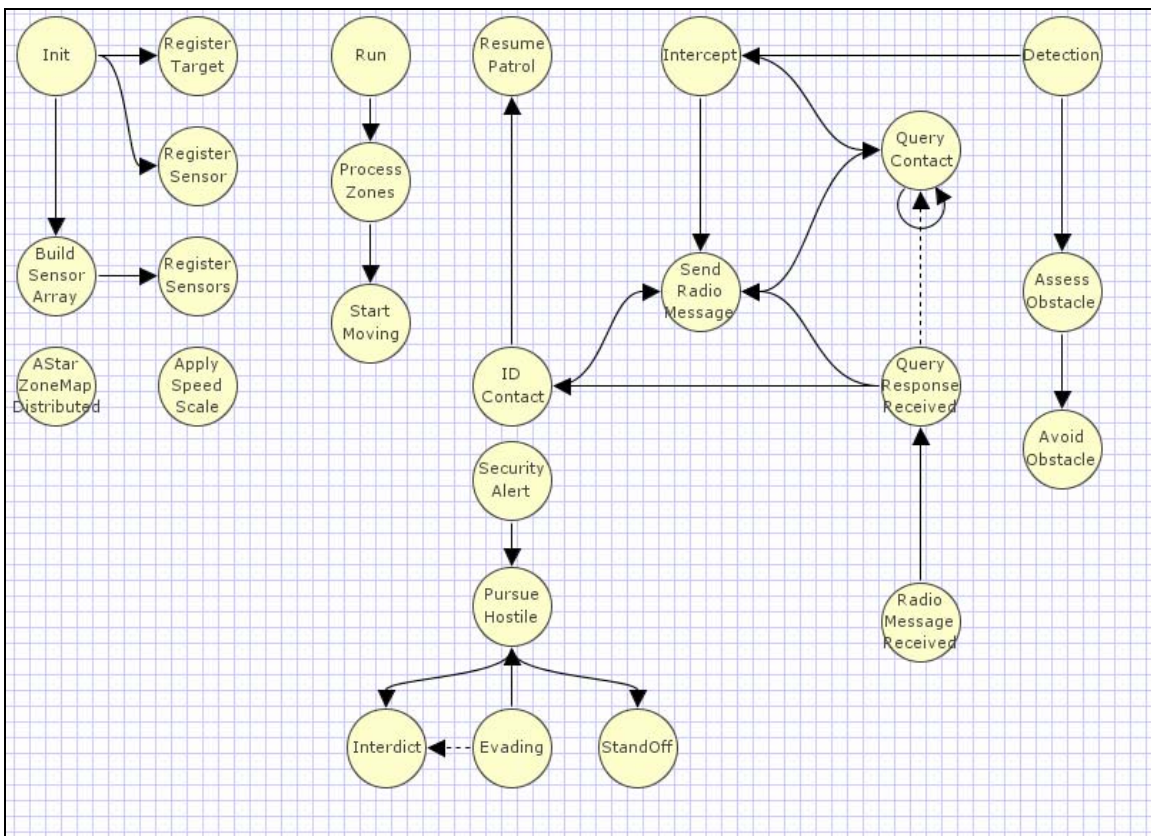 Init
Register
Target
Run
Resume
Patrol
Intercept
Detection
Query
Contact
Register
Sensor
Process
Zones
Build
Sensor
Array
Register
Sensors
Send
Radio
Message
Assess
Obstacle
Start
Moving
AStar
ZoneMap
Distributed
Apply
Speed
Scale
ID
Contact
Query
Response
Received
Avoid
Obstacle
Security
Alert
Pursue
Hostile
Radio
Message
Received
Interdict
Evading
StandOff